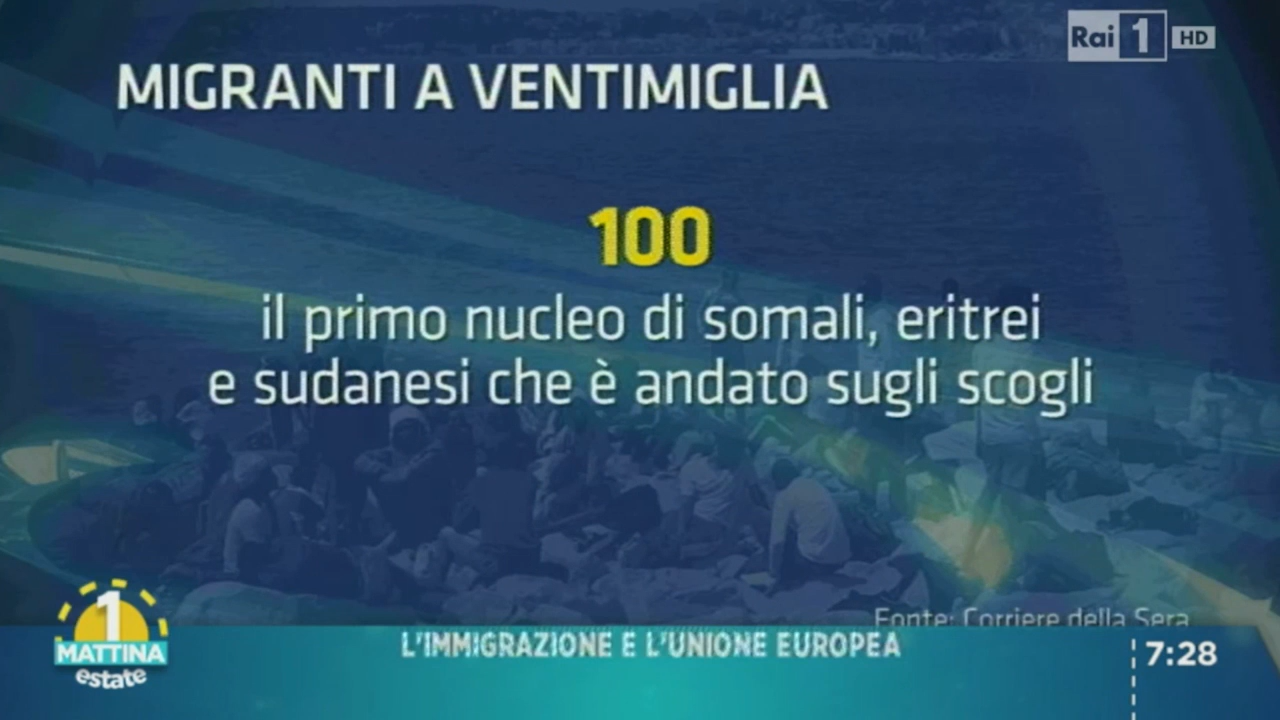 Rai 1 HD
MIGRANTI A VENTIMIGLIA
100
il primo nucleo di somali, eritrei
e sudanesi che è andato sugli scogli
Fonte: Corriere della Sera
1
MATTINA
estate
L'IMMIGRAZIONE E L'UNIONE EUROPEA
7:28